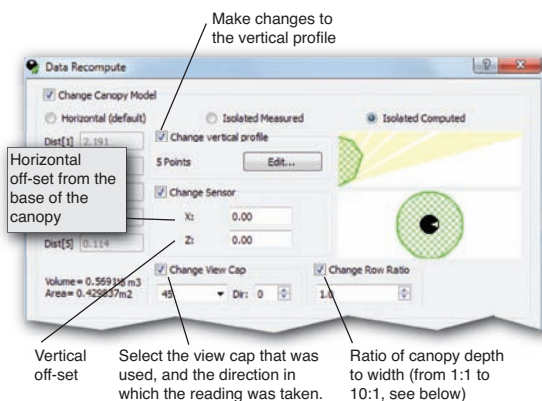 Make changes to
the vertical profile
Data Recompute
Change Canopy Model
Horizontal (default)
Isolated Measured
Isolated Computed
Dist[1] 2.191
Change vertical profile
5 Points
Edit...
Horizontal
off-set from the
base of the
canopy
Change Sensor
X: 0.00
Z: 0.00
Dist[5] 0.114
Volume= 0.569116 m3
Area= 0.429837m2
Change View Cap
45
Dir: 0
Change Row Ratio
1.0
Vertical
off-set
Select the view cap that was
used, and the direction in
which the reading was taken.
Ratio of canopy depth
to width (from 1:1 to
10:1, see below)